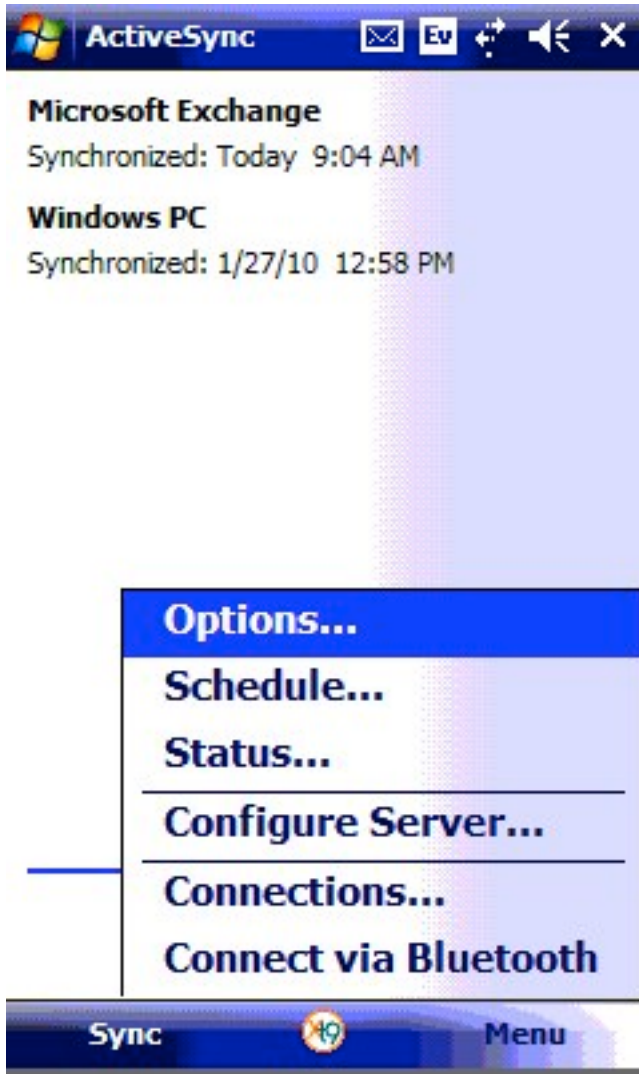 ActiveSync
Ev
Microsoft Exchange
Synchronized: Today 9:04 AM
Windows PC
Synchronized: 1/27/10 12:58 PM
Options...
Schedule...
Status...
Configure Server...
Connections...
Connect via Bluetooth
Sync
Menu